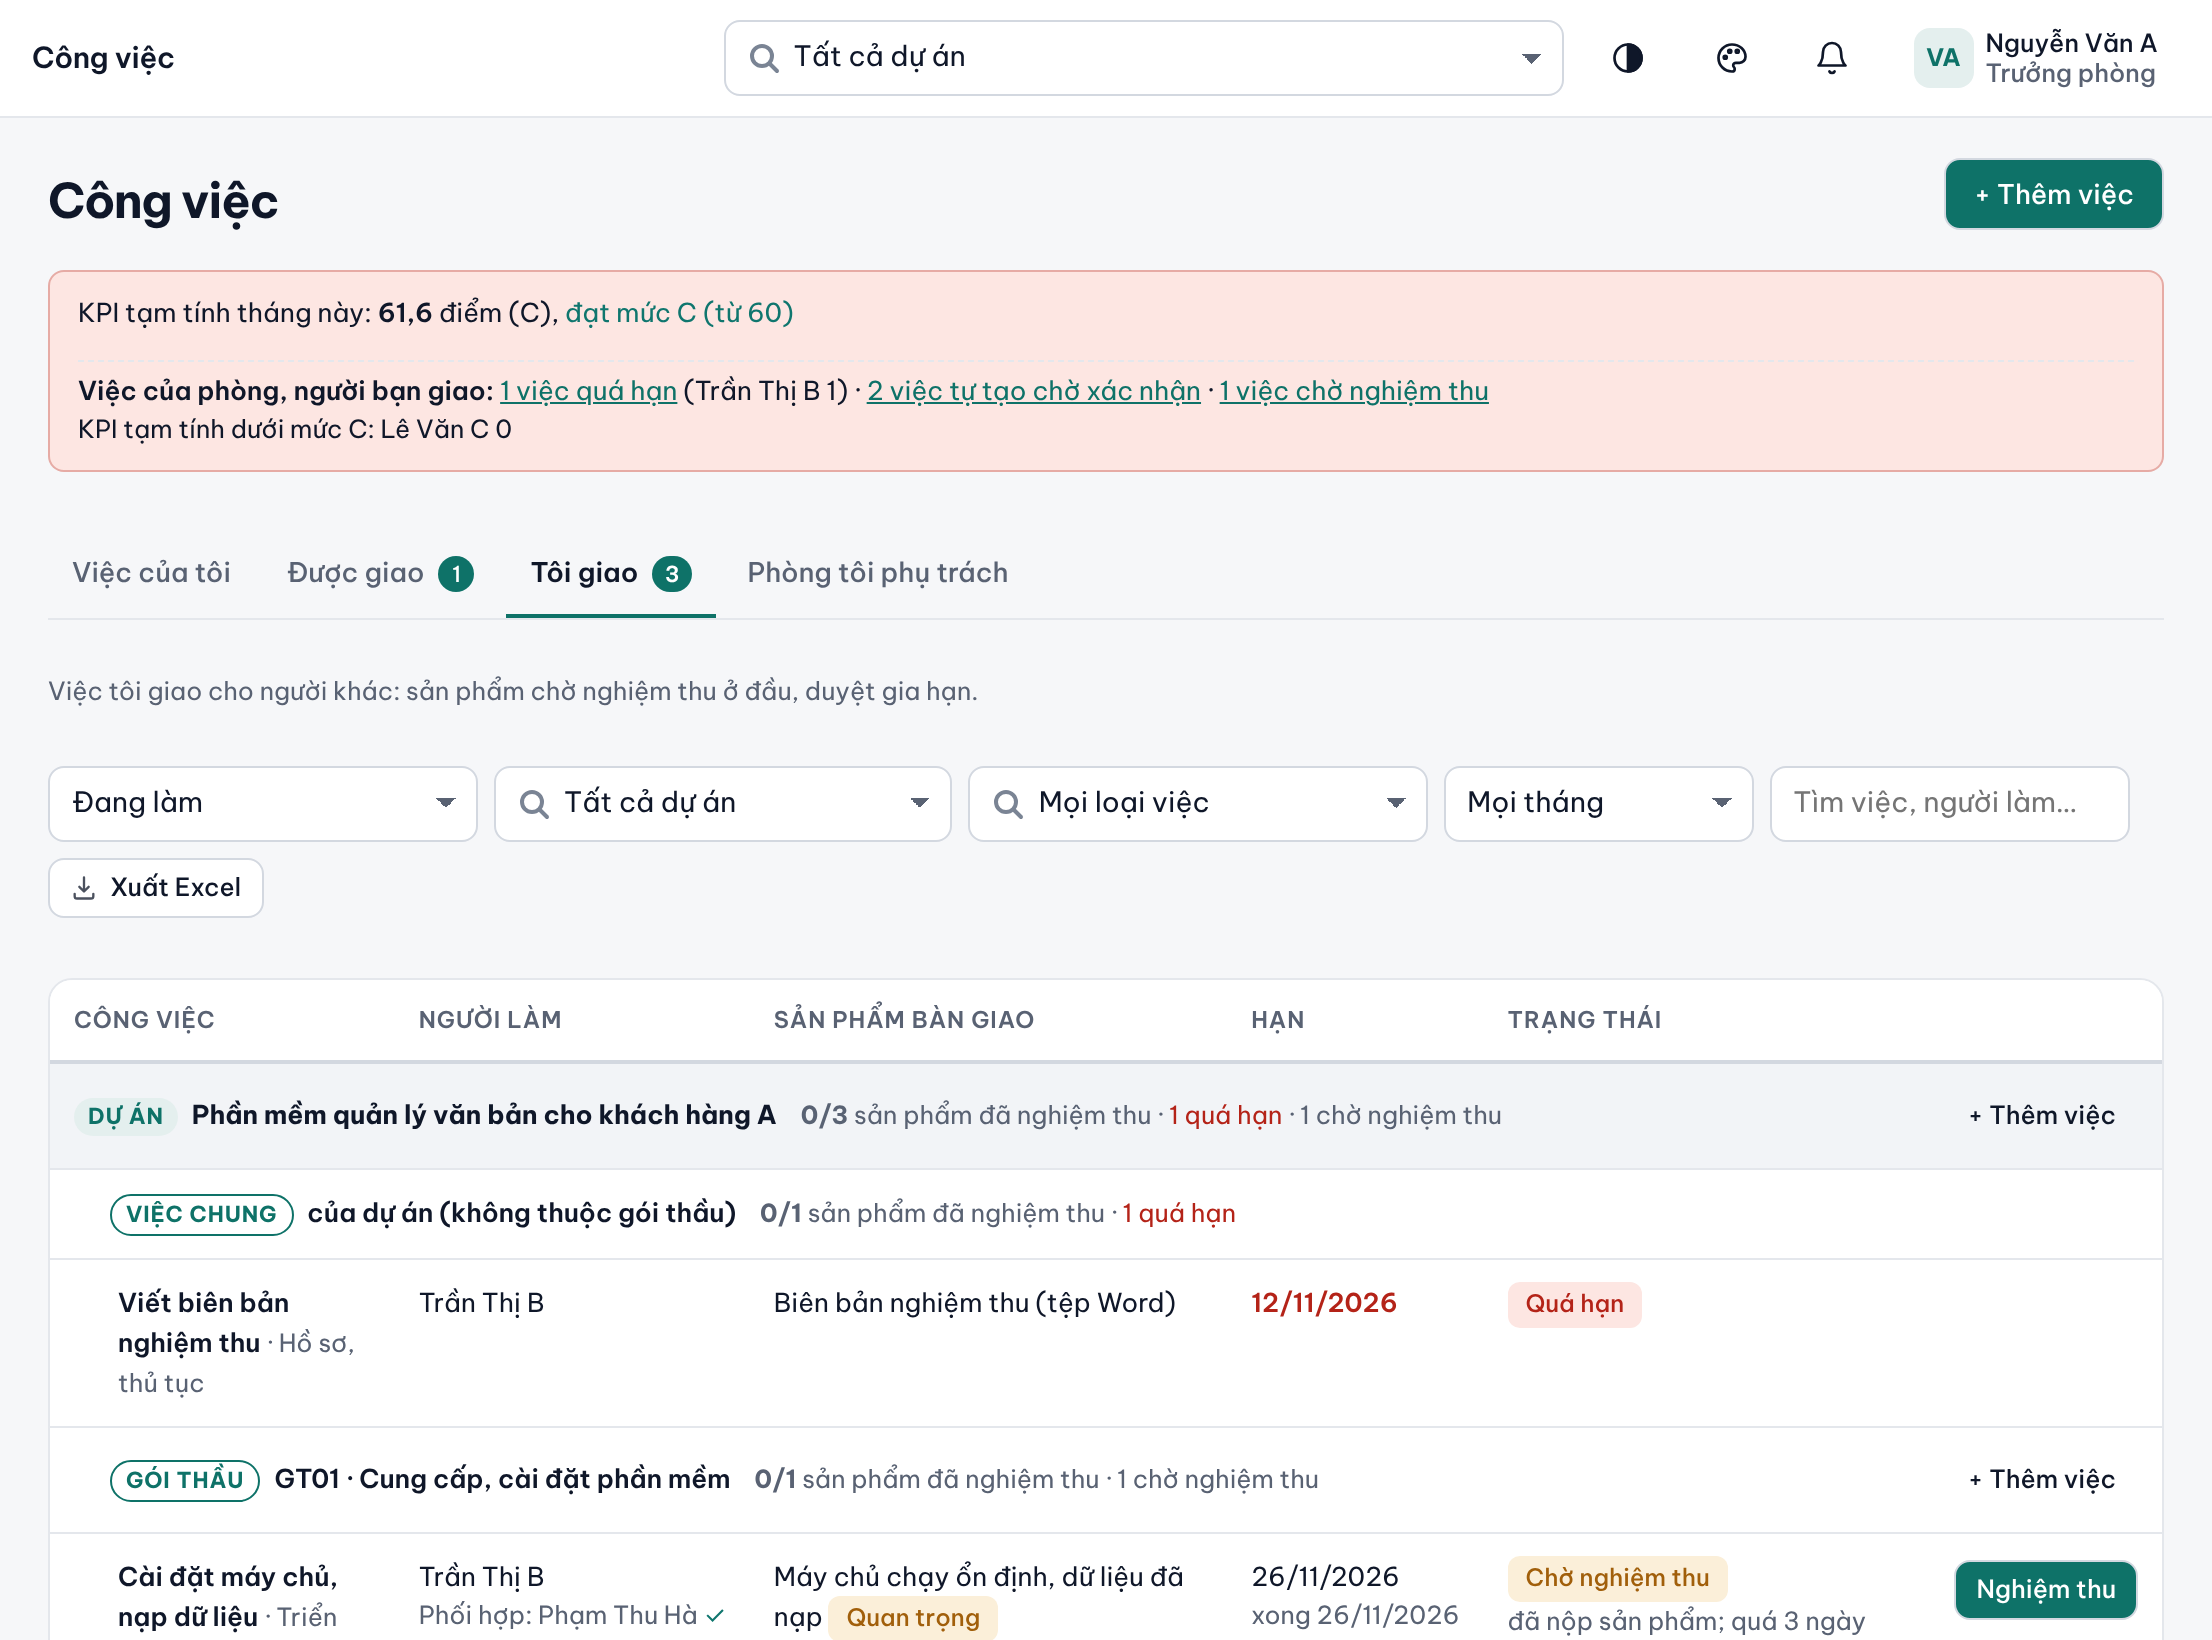 Công việc
Tất cả dự án
VA
Nguyễn Văn A
Trưởng phòng
Công việc
+ Thêm việc
KPI tạm tính tháng này: 61,6 điểm (C), đạt mức C (từ 60)
Việc của phòng, người bạn giao: 1 việc quá hạn (Trần Thị B 1) · 2 việc tự tạo chờ xác nhận · 1 việc chờ nghiệm thu
KPI tạm tính dưới mức C: Lê Văn C 0
Việc của tôi
Được giao 1
Tôi giao 3
Phòng tôi phụ trách
Việc tôi giao cho người khác: sản phẩm chờ nghiệm thu ở đầu, duyệt gia hạn.
Đang làm
Tất cả dự án
Mọi loại việc
Mọi tháng
Tìm việc, người làm...
Xuất Excel
CÔNG VIỆC
NGƯỜI LÀM
SẢN PHẨM BÀN GIAO
HẠN
TRẠNG THÁI
DỰ ÁN Phần mềm quản lý văn bản cho khách hàng A 0/3 sản phẩm đã nghiệm thu · 1 quá hạn · 1 chờ nghiệm thu
+ Thêm việc
VIỆC CHUNG của dự án (không thuộc gói thầu) 0/1 sản phẩm đã nghiệm thu · 1 quá hạn
Viết biên bản
nghiệm thu · Hồ sơ,
thủ tục
Trần Thị B
Biên bản nghiệm thu (tệp Word)
12/11/2026
Quá hạn
GÓI THẦU GT01 · Cung cấp, cài đặt phần mềm 0/1 sản phẩm đã nghiệm thu · 1 chờ nghiệm thu
+ Thêm việc
Cài đặt máy chủ,
nạp dữ liệu · Triển
Trần Thị B
Phối hợp: Phạm Thu Hà ✓
Máy chủ chạy ổn định, dữ liệu đã
nạp Quan trọng
26/11/2026
xong 26/11/2026
Chờ nghiệm thu
đã nộp sản phẩm; quá 3 ngày
Nghiệm thu